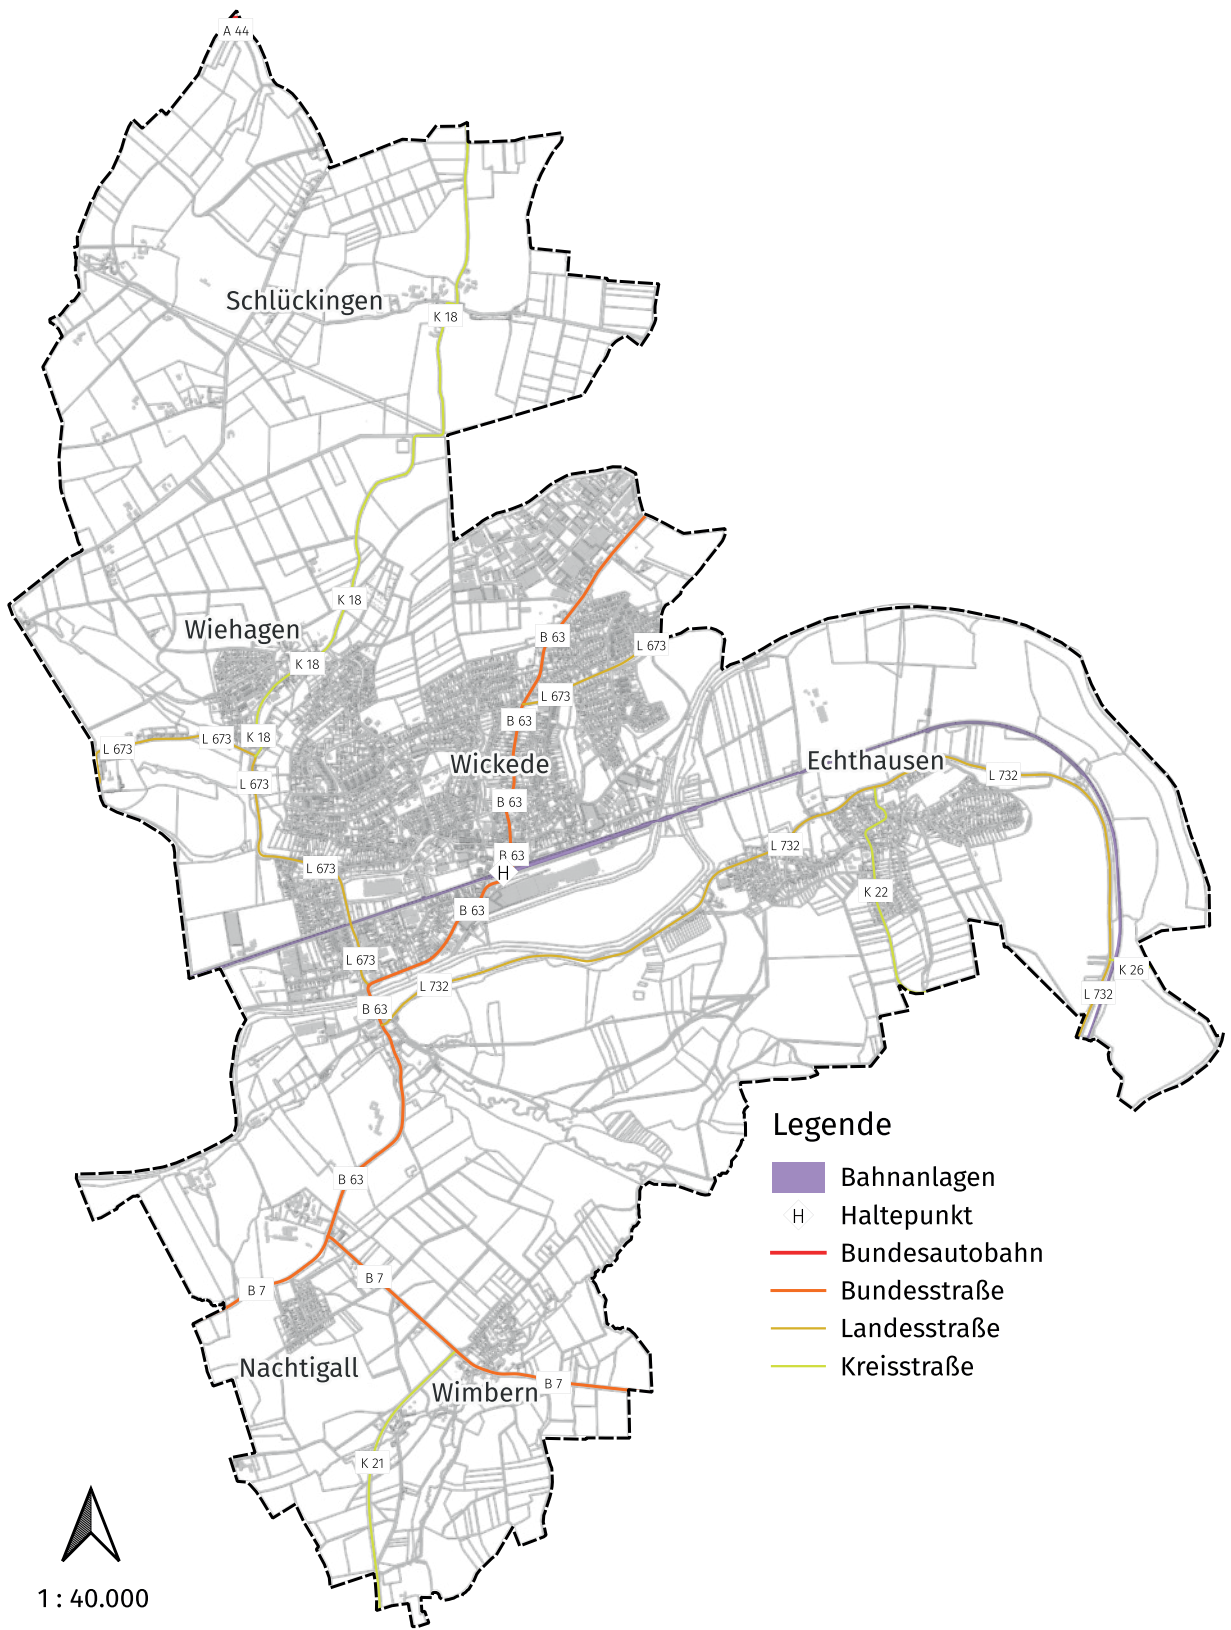 A 44
Schlückingen
K 18
K 18
Wiehagen
B 63
L 673
K 18
L 673
B 63
K 18
L 673
L 673
Wickede
Echthausen
L 732
L 673
B 63
L 732
B 63
H
L 673
K 22
B 63
L 673
K 26
L 732
L 732
B 63
Legende
Bahnanlagen
H Haltepunkt
Bundesautobahn
Bundesstraße
Landesstraße
Kreisstraße
B 63
B 7
B 7
Nachtigall
B 7
Wimbern
K 21
1 : 40.000